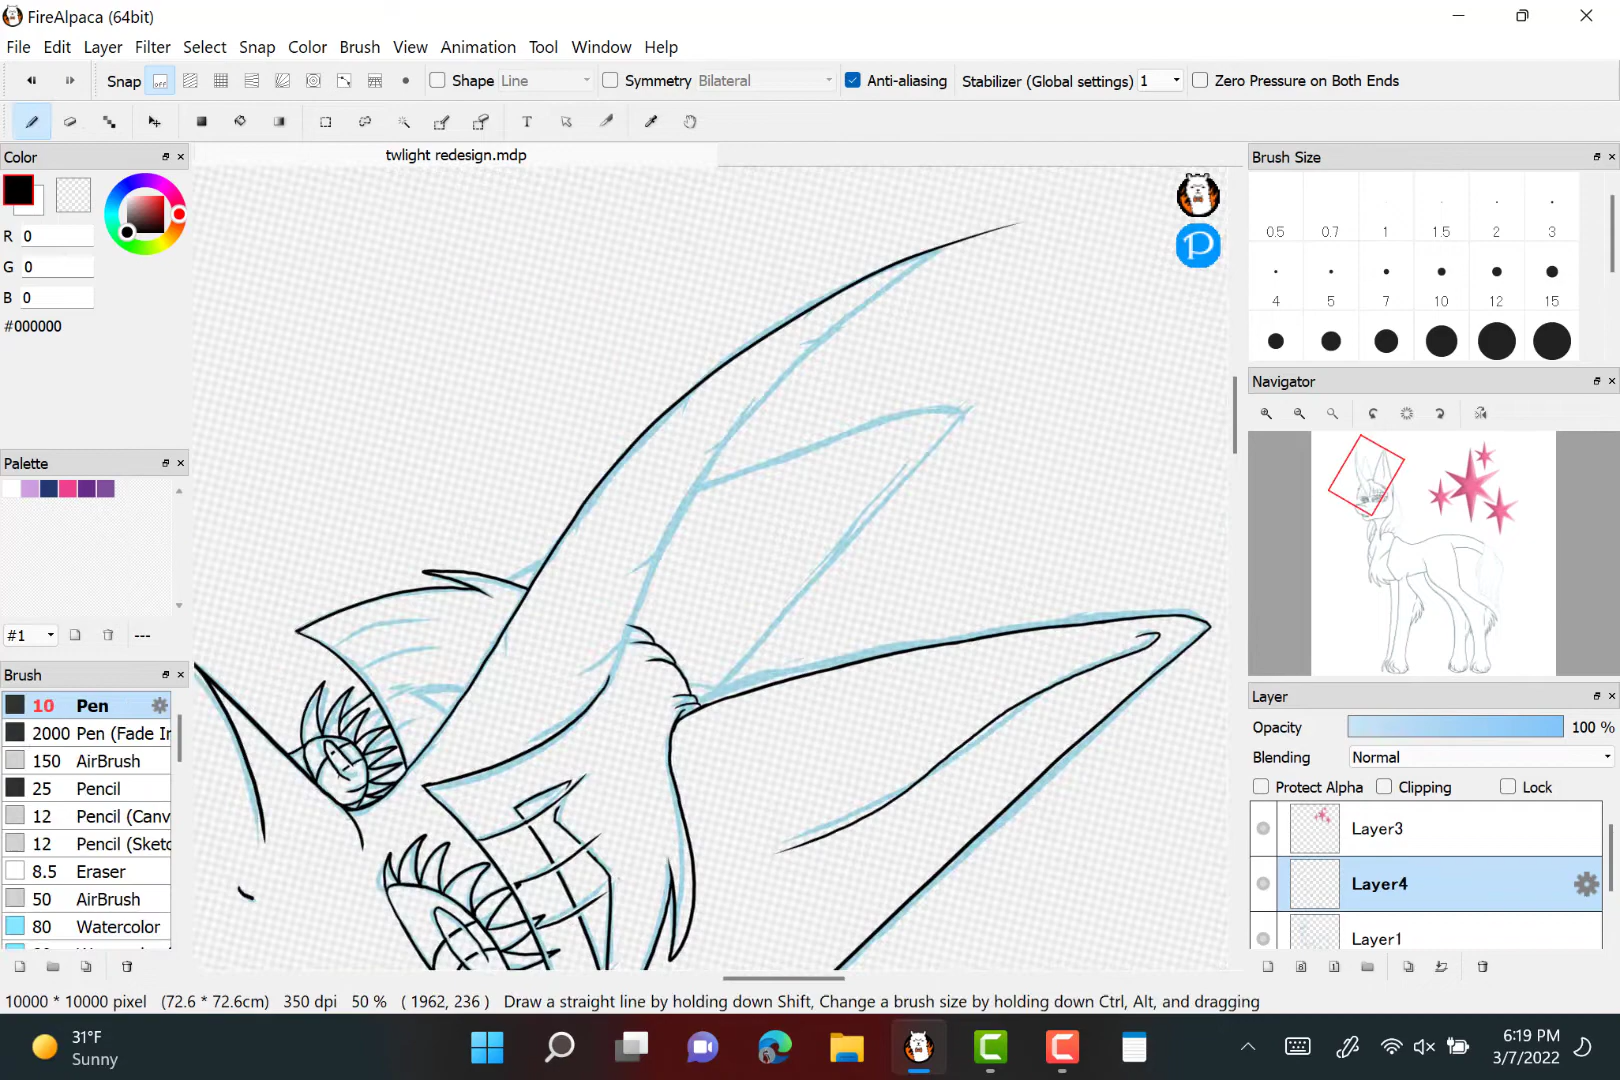 FireAlpaca (64bit)
File Edit Layer Filter Select Snap Color Brush View Animation Tool Window Help
Snap off Shape Line Symmetry Bilateral Anti-aliasing Stabilizer (Global settings) 1 Zero Pressure on Both Ends
T
Color
twlight redesign.mdp
Brush Size
R 0
G 0
B 0
#000000
P
0.5 0.7 1 1.5 2 3
4 5 7 10 12 15
Navigator
Palette
#1 ---
Brush
10 Pen
2000 Pen (Fade In
150 AirBrush
25 Pencil
12 Pencil (Canv
12 Pencil (Sketc
8.5 Eraser
50 AirBrush
80 Watercolor
Layer
Opacity 100 %
Blending Normal
Protect Alpha Clipping Lock
Layer3
Layer4
Layer1
10000 * 10000 pixel (72.6 * 72.6cm) 350 dpi 50 % ( 1962, 236 ) Draw a straight line by holding down Shift, Change a brush size by holding down Ctrl, Alt, and dragging
31°F
Sunny
6:19 PM
3/7/2022